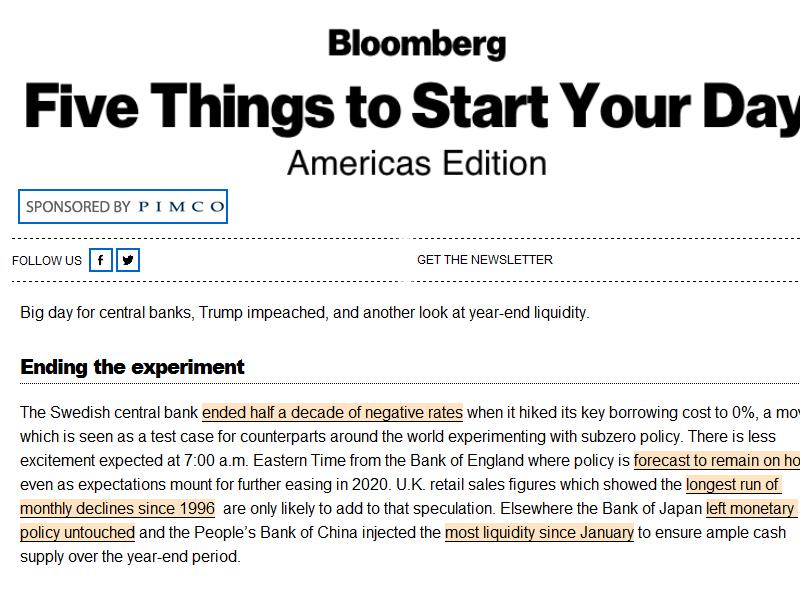 Bloomberg
Five Things to Start Your Day
Americas Edition
SPONSORED BY PIMCO
FOLLOW US
GET THE NEWSLETTER
Big day for central banks, Trump impeached, and another look at year-end liquidity.
Ending the experiment
The Swedish central bank ended half a decade of negative rates when it hiked its key borrowing cost to 0%, a mov
which is seen as a test case for counterparts around the world experimenting with subzero policy. There is less
excitement expected at 7:00 a.m. Eastern Time from the Bank of England where policy is forecast to remain on ho
even as expectations mount for further easing in 2020. U.K. retail sales figures which showed the longest run of
monthly declines since 1996 are only likely to add to that speculation. Elsewhere the Bank of Japan left monetary
policy untouched and the People's Bank of China injected the most liquidity since January to ensure ample cash
supply over the year-end period.